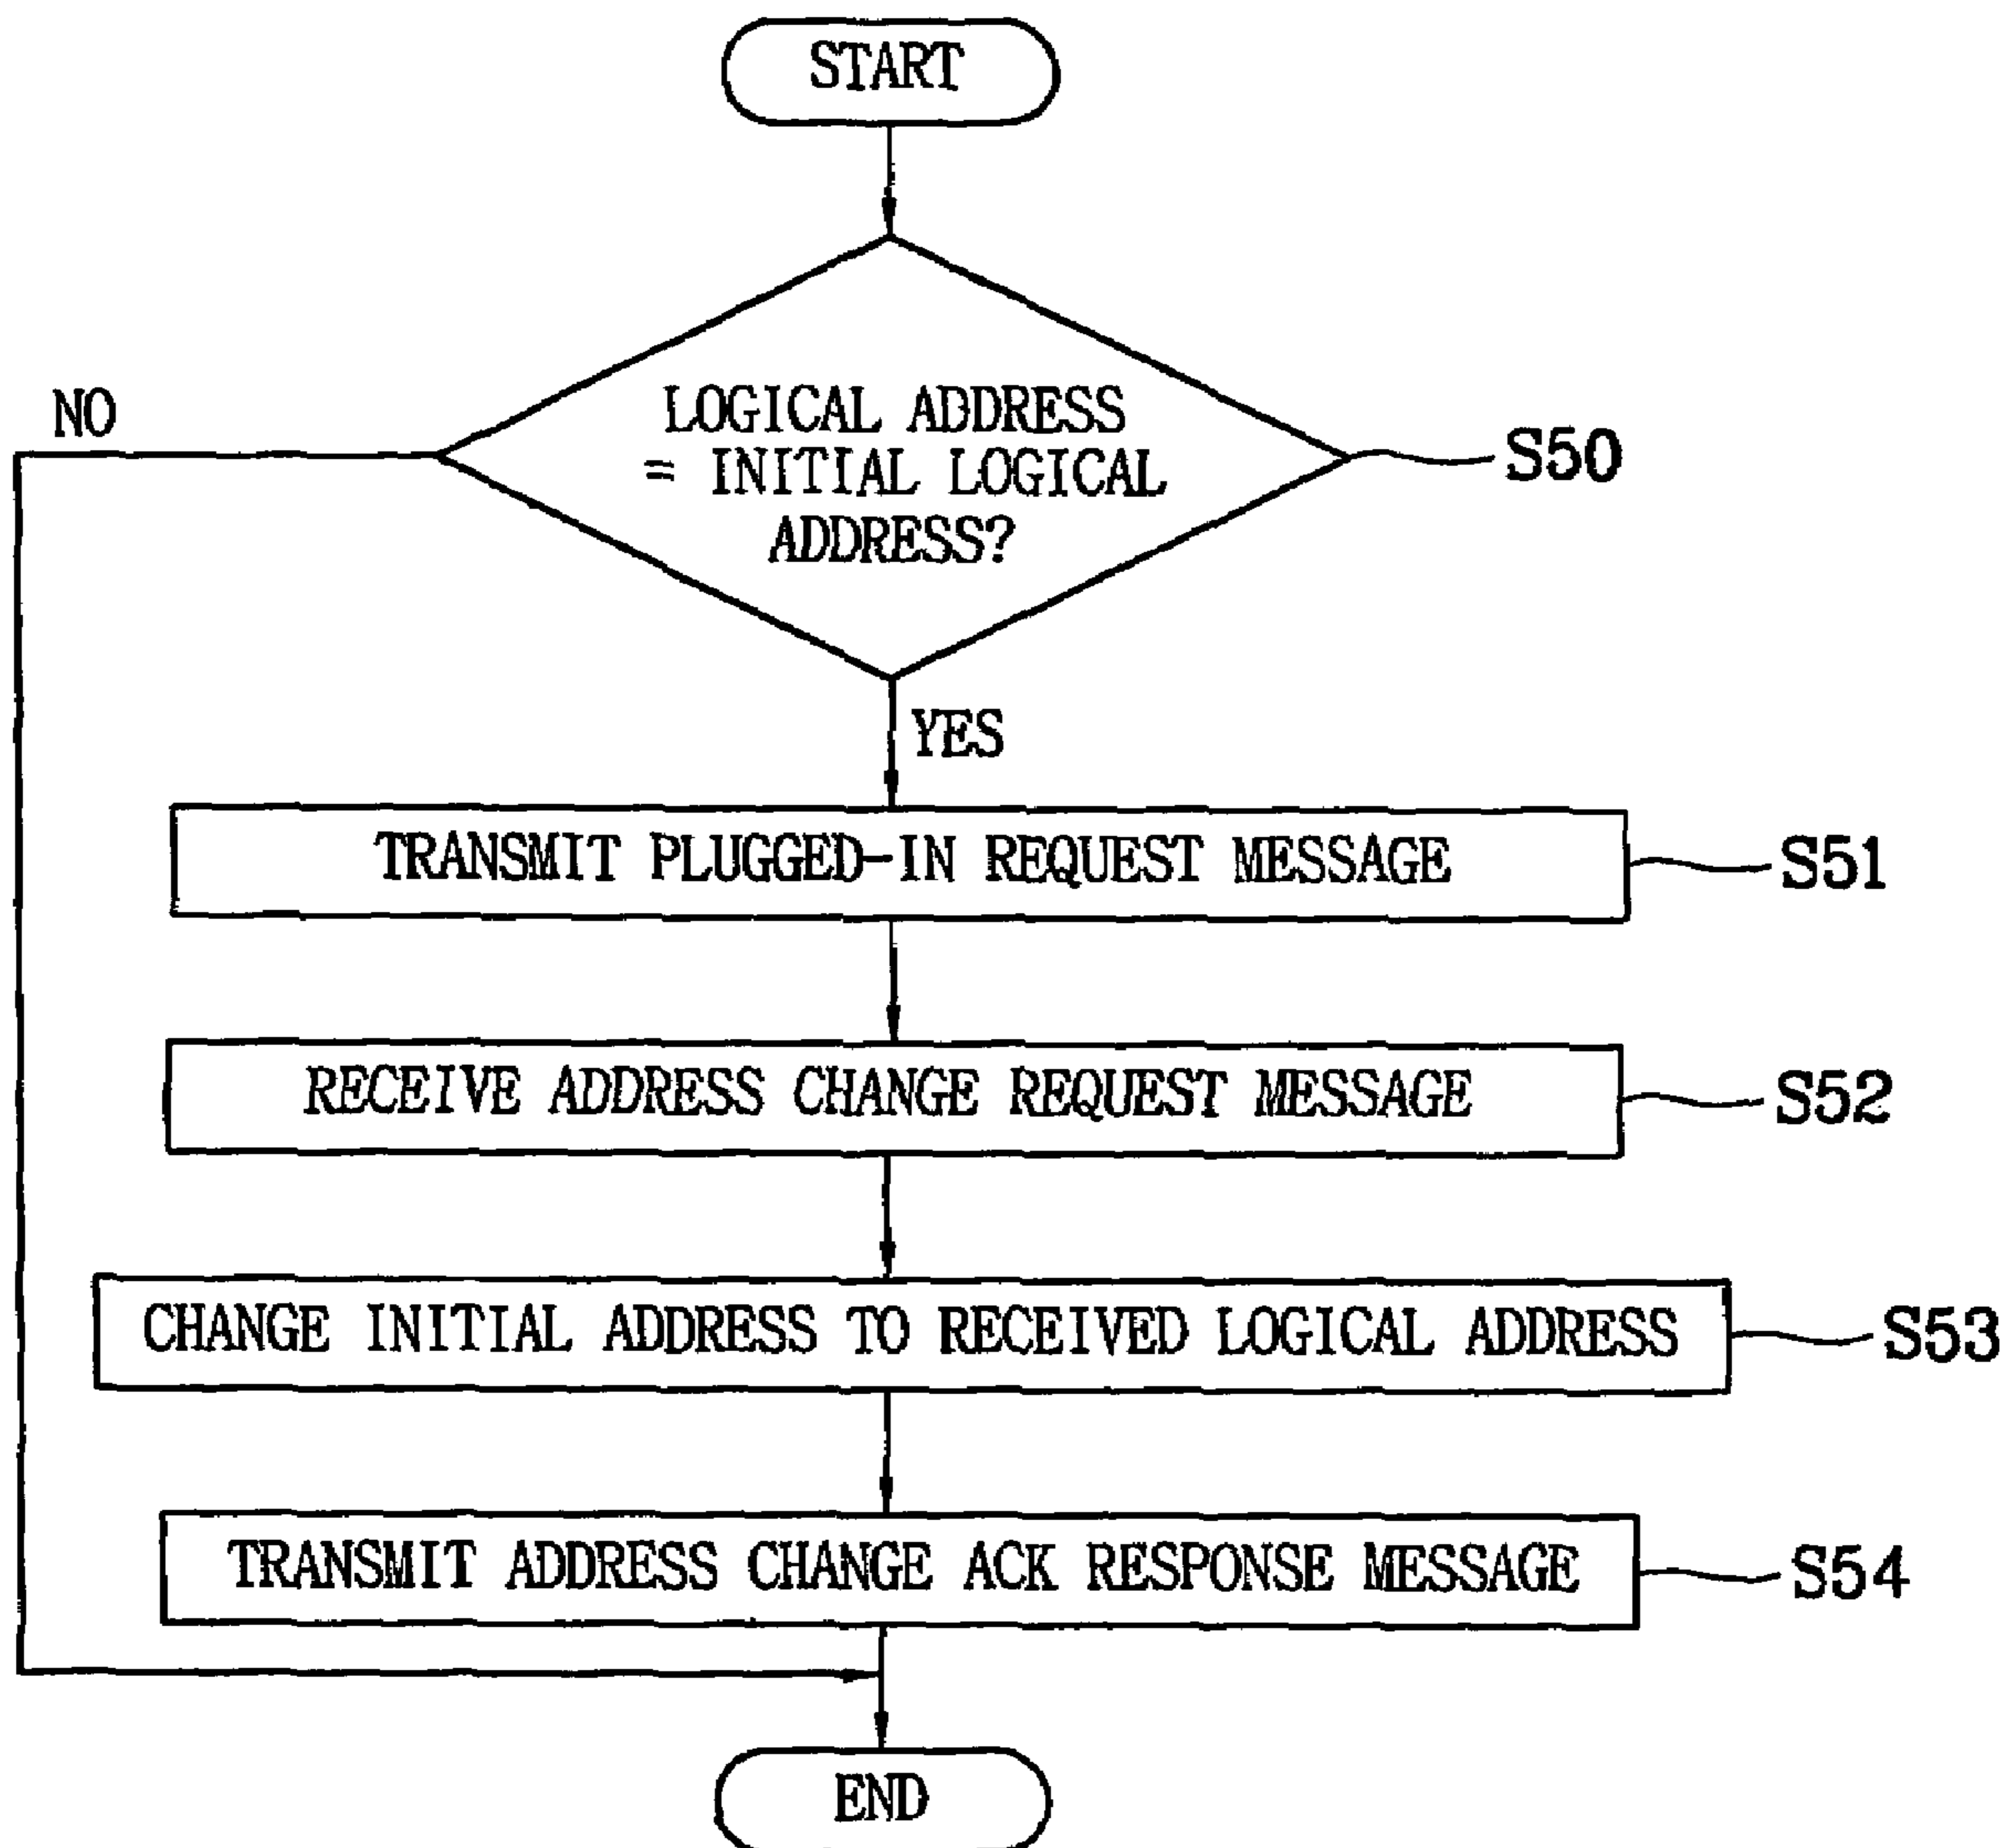 START
NO
LOGICAL ADDRESS
= INITIAL LOGICAL
ADDRESS?
S50
YES
TRANSMIT PLUGGED-IN REQUEST MESSAGE
S51
RECEIVE ADDRESS CHANGE REQUEST MESSAGE
S52
CHANGE INITIAL ADDRESS TO RECEIVED LOGICAL ADDRESS
S53
TRANSMIT ADDRESS CHANGE ACK RESPONSE MESSAGE
S54
END